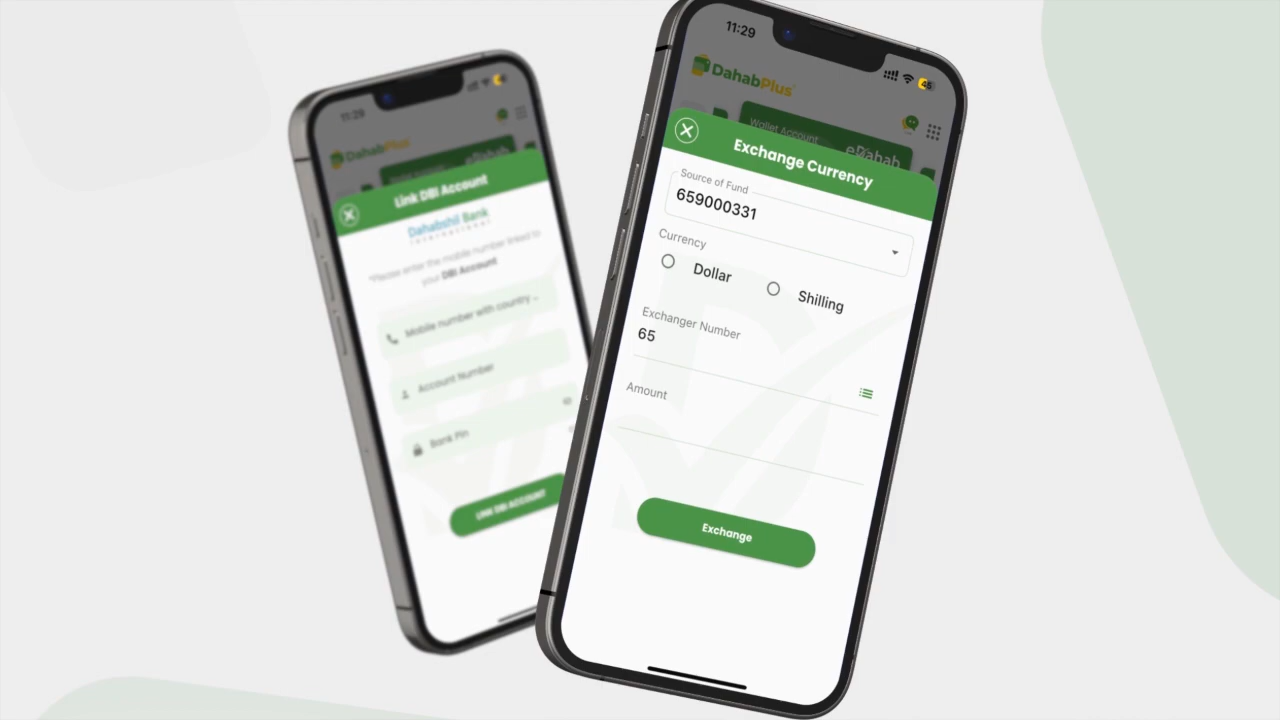 11:29
DahabPlus
eDahab
Link DBI Account
Dahabshil Bank
International
*Please enter the mobile number linked to
your DBI Account
Mobile number with country ..
Account Number
Bank Pin
LINK DBI ACCOUNT
11:29
45
DahabPlus
Wallet Account
eDahab
Exchange Currency
Source of Fund
659000331
Currency
Dollar
Shilling
Exchanger Number
65
Amount
Exchange